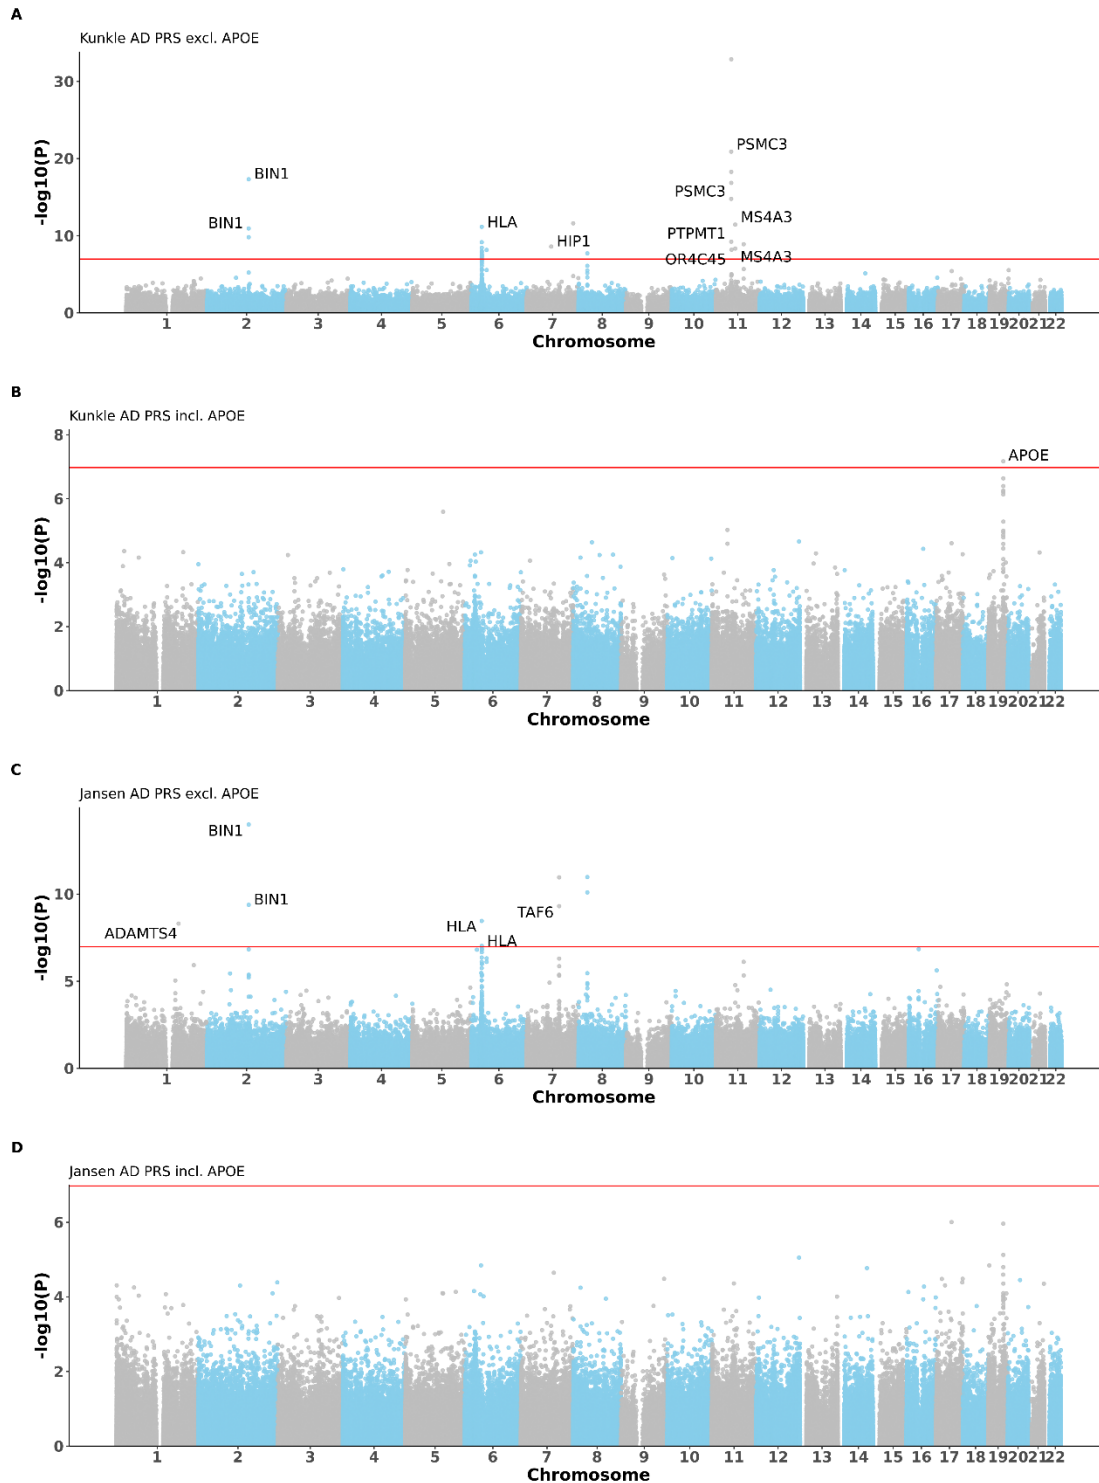 A
Kunkle AD PRS excl. APOE
-log10(P)
30
20
10
0
PSMC3
BIN1
PSMC3
BIN1
HLA
MS4A3
PTPMT1
HIP1
OR4C45
MS4A3
1 2 3 4 5 6 7 8 9 10 11 12 13 14 15 16 17 18 19 20 21 22
Chromosome
B
Kunkle AD PRS incl. APOE
-log10(P)
8
6
4
2
0
APOE
1 2 3 4 5 6 7 8 9 10 11 12 13 14 15 16 17 18 19 20 21 22
Chromosome
C
Jansen AD PRS excl. APOE
-log10(P)
10
5
0
BIN1
BIN1
TAF6
HLA
ADAMTS4
HLA
1 2 3 4 5 6 7 8 9 10 11 12 13 14 15 16 17 18 19 20 21 22
Chromosome
D
Jansen AD PRS incl. APOE
-log10(P)
6
4
2
0
1 2 3 4 5 6 7 8 9 10 11 12 13 14 15 16 17 18 19 20 21 22
Chromosome